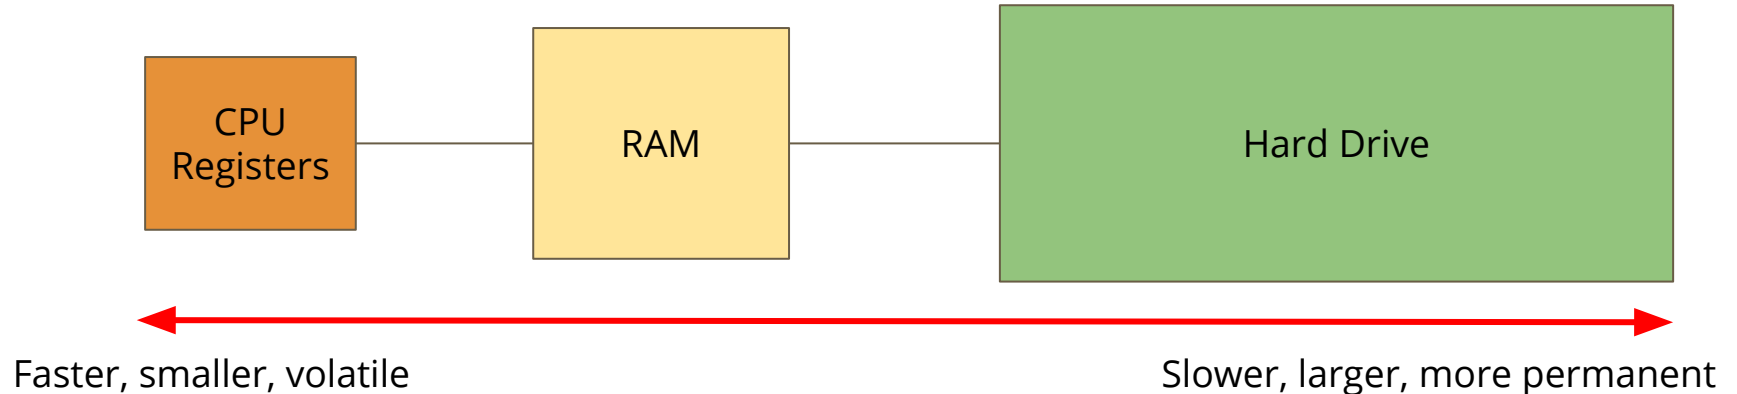 CPU
Registers
RAM
Hard Drive
Faster, smaller, volatile
Slower, larger, more permanent